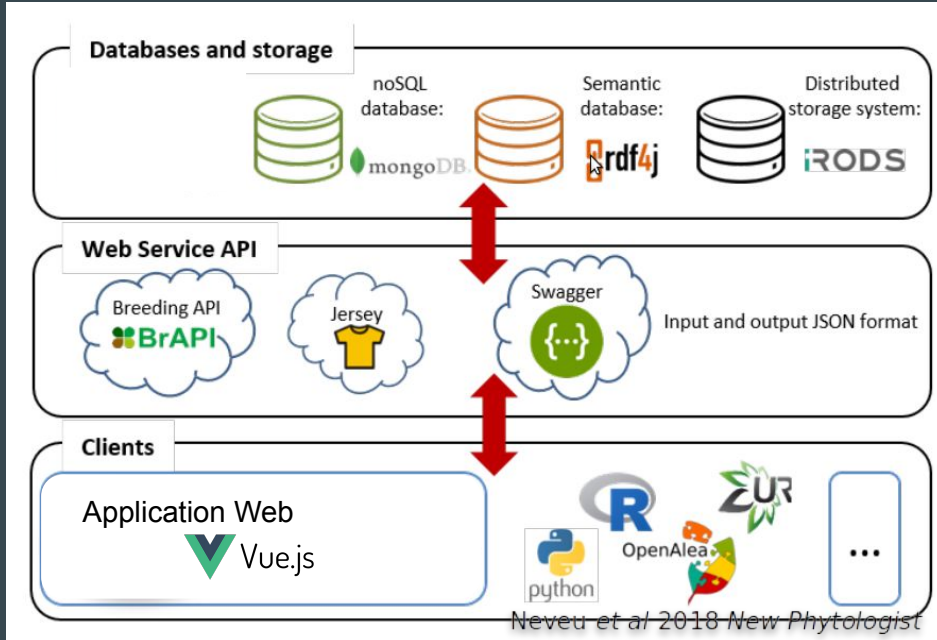 Databases and storage
noSQL
database:
mongoDB.
Semantic
database:
rdf4j
Distributed
storage system:
iRODS
Web Service API
Breeding API
BrAPI
Jersey
Swagger
{···}
Input and output JSON format
Clients
Application Web
Vue.js
python
R
OpenAlea
...
Neveu et al 2018 New Phytologist